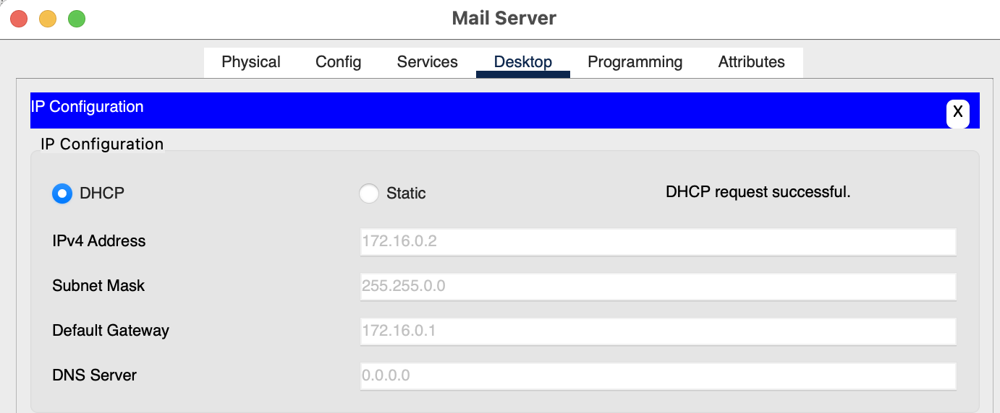 Mail Server
Physical Config Services Desktop Programming Attributes
IP Configuration X
IP Configuration
DHCP Static DHCP request successful.
IPv4 Address 172.16.0.2
Subnet Mask 255.255.0.0
Default Gateway 172.16.0.1
DNS Server 0.0.0.0